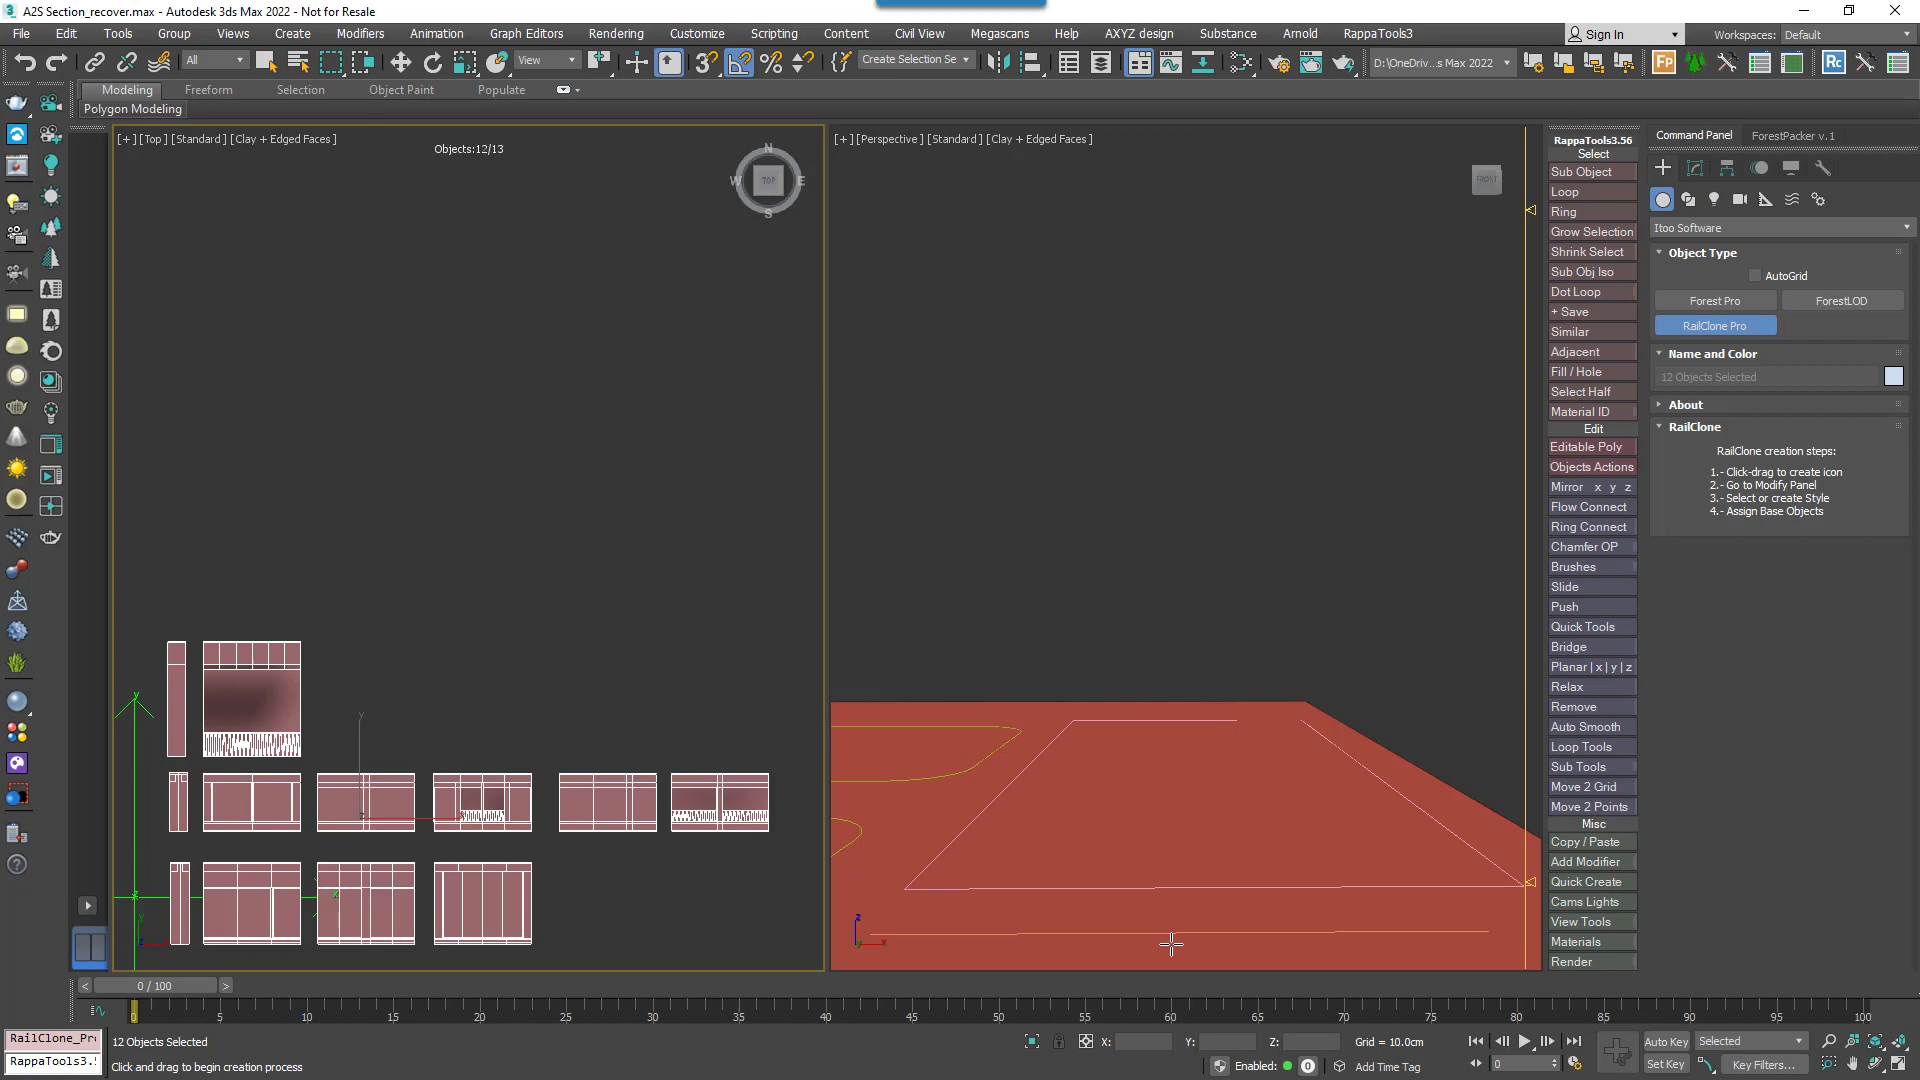 A2S Section_recover.max - Autodesk 3ds Max 2022 - Not for Resale
File Edit Tools Group Views Create Modifiers Animation Graph Editors Rendering Customize Scripting Content Civil View Substance Megascans Help AXYZ design Substance Arnold RappaTools3
Sign In
Workspaces: Default
All
View
Create Selection Se
D:\OneDriv...s Max 2022
Modeling Freeform Selection Object Paint Populate
Polygon Modeling
[+] [Top] [Standard] [Clay + Edged Faces]
Objects:12/13
N
W TOP E
S
[+] [Perspective] [Standard] [Clay + Edged Faces]
FRONT
RappaTools3.56
Select
Sub Object
Loop
Ring
Grow Selection
Shrink Select
Sub Obj Iso
Dot Loop
+ Save
Similar
Adjacent
Fill / Hole
Select Half
Material ID
Edit
Editable Poly
Objects Actions
Mirror x y z
Flow Connect
Ring Connect
Chamfer OP
Brushes
Slide
Push
Quick Tools
Bridge
Planar | x | y | z
Relax
Remove
Auto Smooth
Loop Tools
Sub Tools
Move 2 Grid
Move 2 Points
Misc
Copy / Paste
Add Modifier
Quick Create
Cams Lights
View Tools
Materials
Render
Command Panel ForestPacker v.1
Itoo Software
Object Type
AutoGrid
Forest Pro ForestLOD
RailClone Pro
Name and Color
12 Objects Selected
About
RailClone
RailClone creation steps:
1.- Click-drag to create icon
2.- Go to Modify Panel
3.- Select or create Style
4.- Assign Base Objects
0 / 100
0 5 10 15 20 25 30 35 40 45 50 55 60 65 70 75 80 85 90 95 100
RailClone_Pr
RappaTools3.
12 Objects Selected
Click and drag to begin creation process
X: Y: Z: Grid = 10.0cm
Enabled: 0 Add Time Tag
Auto Key Selected
0 Set Key Key Filters...